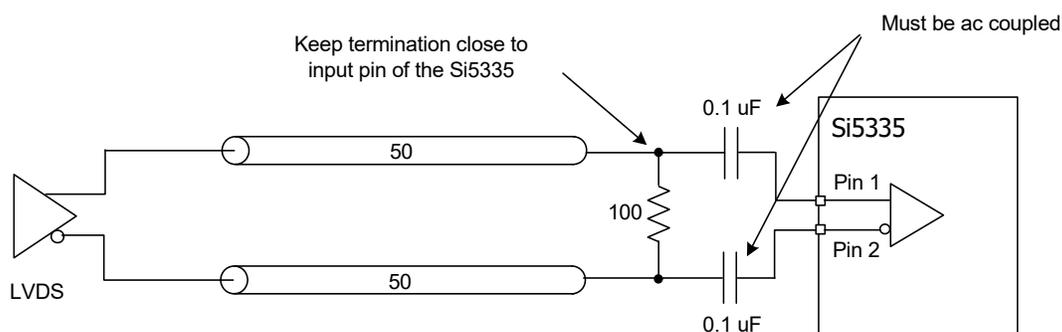 Must be ac coupled
Keep termination close to
input pin of the Si5335
0.1 uF
Si5335
50
Pin 1
100
Pin 2
50
LVDS
0.1 uF